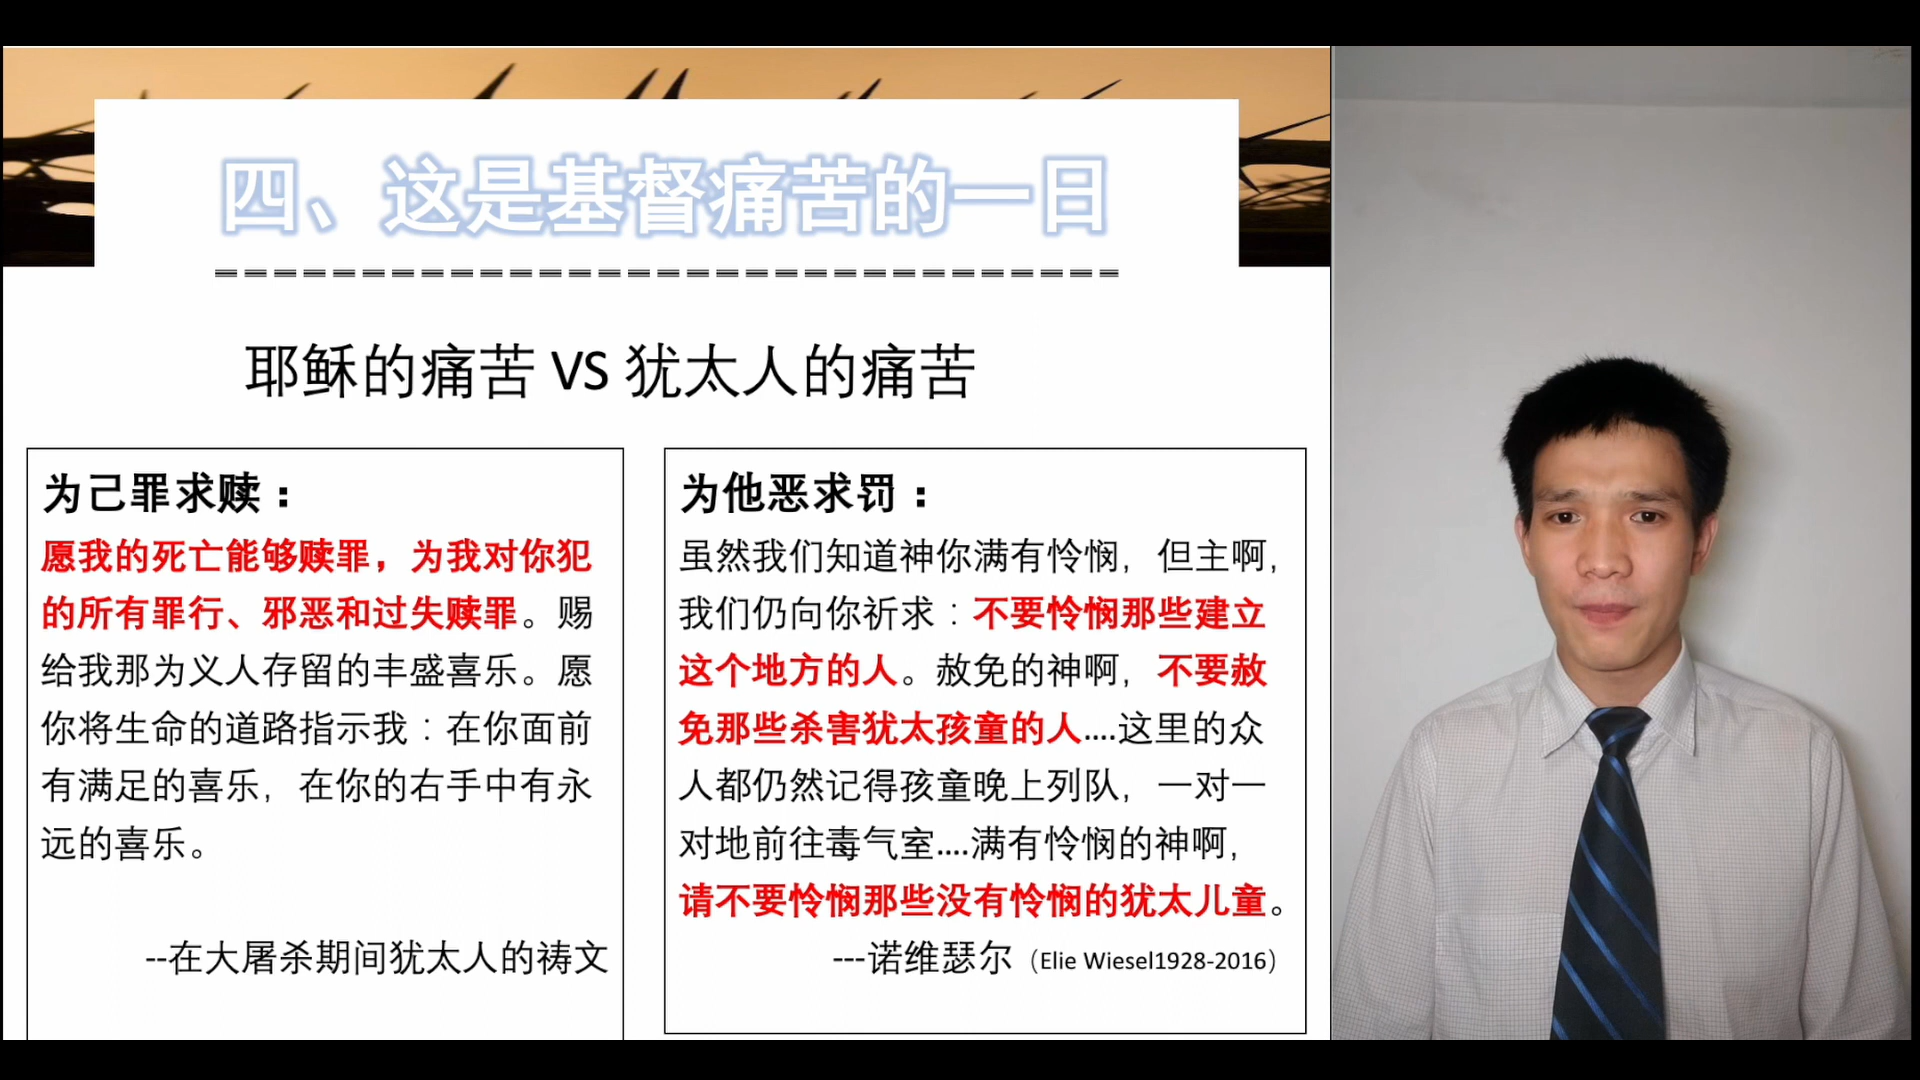 四、这是基督痛苦的一日
耶稣的痛苦 VS 犹太人的痛苦
为己罪求赎：
愿我的死亡能够赎罪，为我对你犯
的所有罪行、邪恶和过失赎罪。赐
给我那为义人存留的丰盛喜乐。愿
你将生命的道路指示我：在你面前
有满足的喜乐，在你的右手中有永
远的喜乐。
--在大屠杀期间犹太人的祷文
为他恶求罚：
虽然我们知道神你满有怜悯，但主啊，
我们仍向你祈求：不要怜悯那些建立
这个地方的人。赦免的神啊，不要赦
免那些杀害犹太孩童的人....这里的众
人都仍然记得孩童晚上列队，一对一
对地前往毒气室....满有怜悯的神啊，
请不要怜悯那些没有怜悯的犹太儿童。
---诺维瑟尔（Elie Wiesel1928-2016）